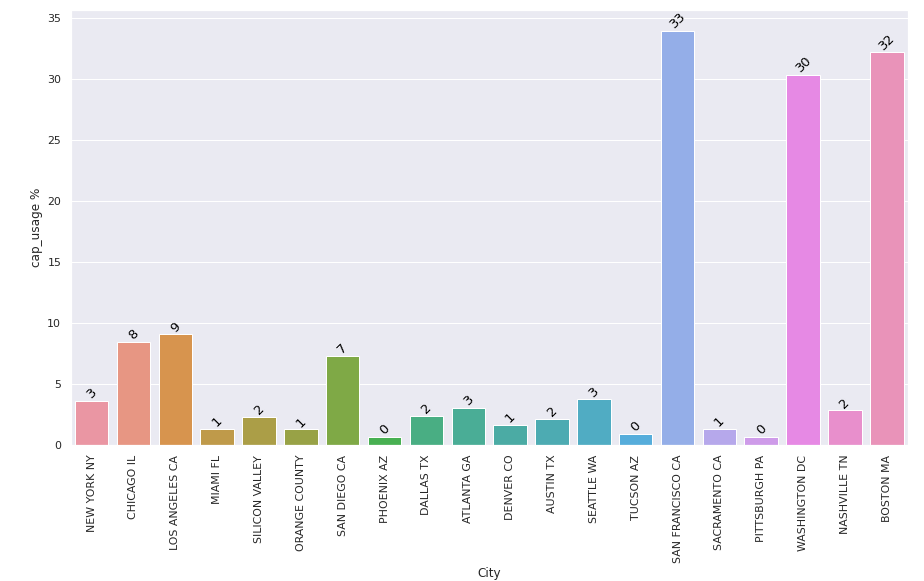 cap_usage %
35
30
25
20
15
10
5
0
3
8
9
1
2
1
7
0
2
3
1
2
3
0
33
1
0
30
2
32
NEW YORK NY
CHICAGO IL
LOS ANGELES CA
MIAMI FL
SILICON VALLEY
ORANGE COUNTY
SAN DIEGO CA
PHOENIX AZ
DALLAS TX
ATLANTA GA
DENVER CO
AUSTIN TX
SEATTLE WA
TUCSON AZ
SAN FRANCISCO CA
SACRAMENTO CA
PITTSBURGH PA
WASHINGTON DC
NASHVILLE TN
BOSTON MA
City